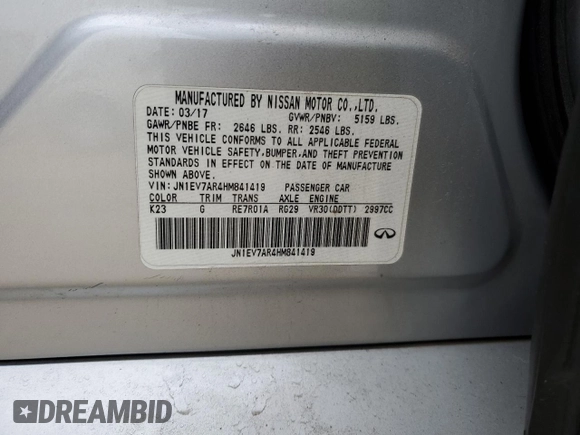 MANUFACTURED BY NISSAN MOTOR CO.,LTD.
DATE: 03/17 GVWR/PNBV: 5159 LBS.
GAWR/PNBE FR: 2646 LBS. RR: 2546 LBS.
THIS VEHICLE CONFORMS TO ALL APPLICABLE FEDERAL
MOTOR VEHICLE SAFETY,BUMPER,AND THEFT PREVENTION
STANDARDS IN EFFECT ON THE DATE OF MANUFACTURE
SHOWN ABOVE.
VIN: JN1EV7AR4HM841419 PASSENGER CAR
COLOR TRIM TRANS AXLE ENGINE
K23 G RE7R01A RG29 VR30(DDTT) 2997CC
JN1EV7AR4HM841419
DREAMBID